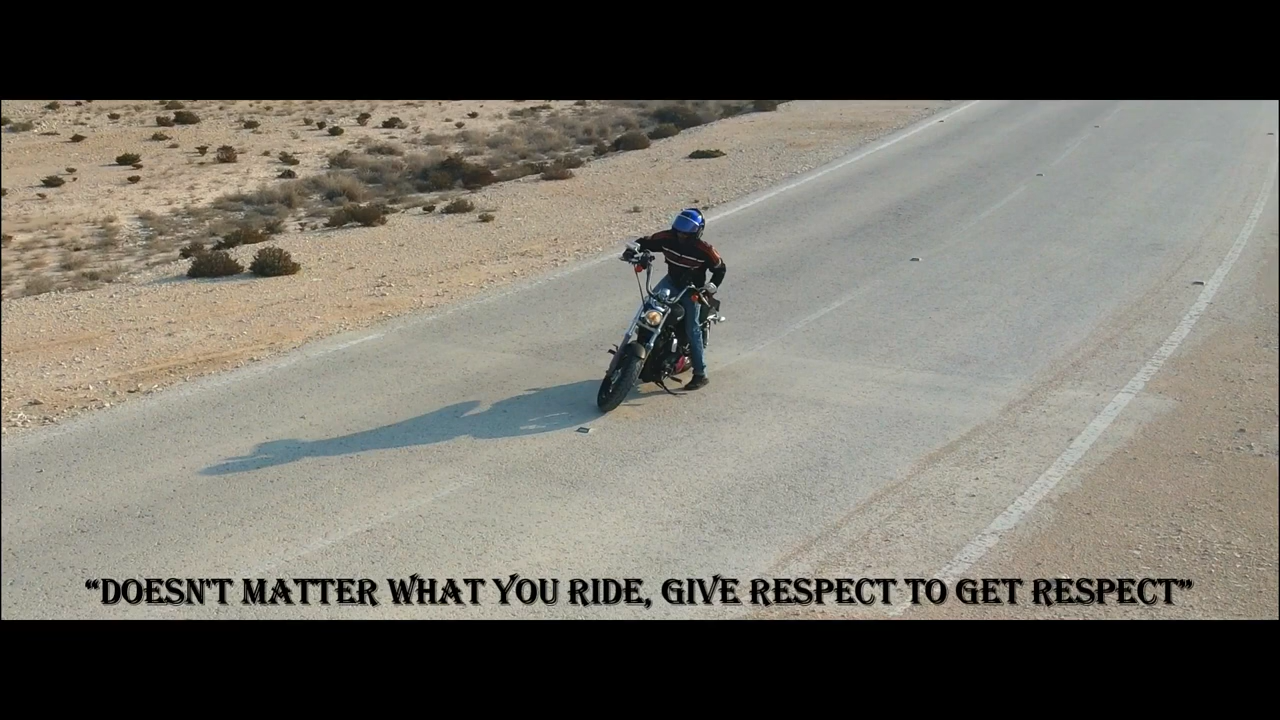 “DOESN'T MATTER WHAT YOU RIDE, GIVE RESPECT TO GET RESPECT”